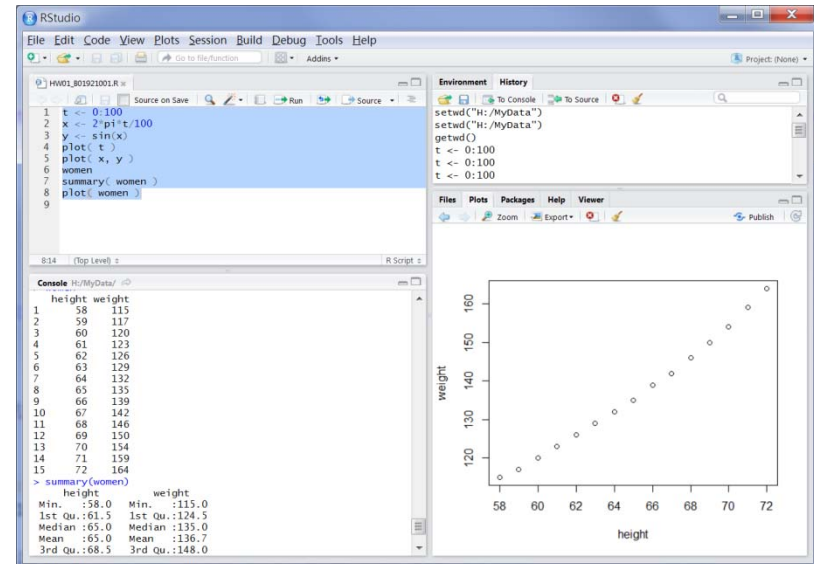 RStudio
File Edit Code View Plots Session Build Debug Tools Help
Go to file/function Addins Project: (None)
HW01_801921001.R
Source on Save Run Source
1 t <- 0:100
2 x <- 2*pi*t/100
3 y <- sin(x)
4 plot( t )
5 plot( x, y )
6 women
7 summary( women )
8 plot( women )
9
8:14 (Top Level) R Script
Console H:/MyData/
height weight
1 58 115
2 59 117
3 60 120
4 61 123
5 62 126
6 63 129
7 64 132
8 65 135
9 66 139
10 67 142
11 68 146
12 69 150
13 70 154
14 71 159
15 72 164
> summary(women)
height weight
Min. :58.0 Min. :115.0
1st Qu.:61.5 1st Qu.:124.5
Median :65.0 Median :135.0
Mean :65.0 Mean :136.7
3rd Qu.:68.5 3rd Qu.:148.0
Environment History
To Console To Source
setwd("H:/MyData")
setwd("H:/MyData")
getwd()
t <- 0:100
t <- 0:100
t <- 0:100
Files Plots Packages Help Viewer
Zoom Export Publish
160
150
140
130
120
weight
58 60 62 64 66 68 70 72
height